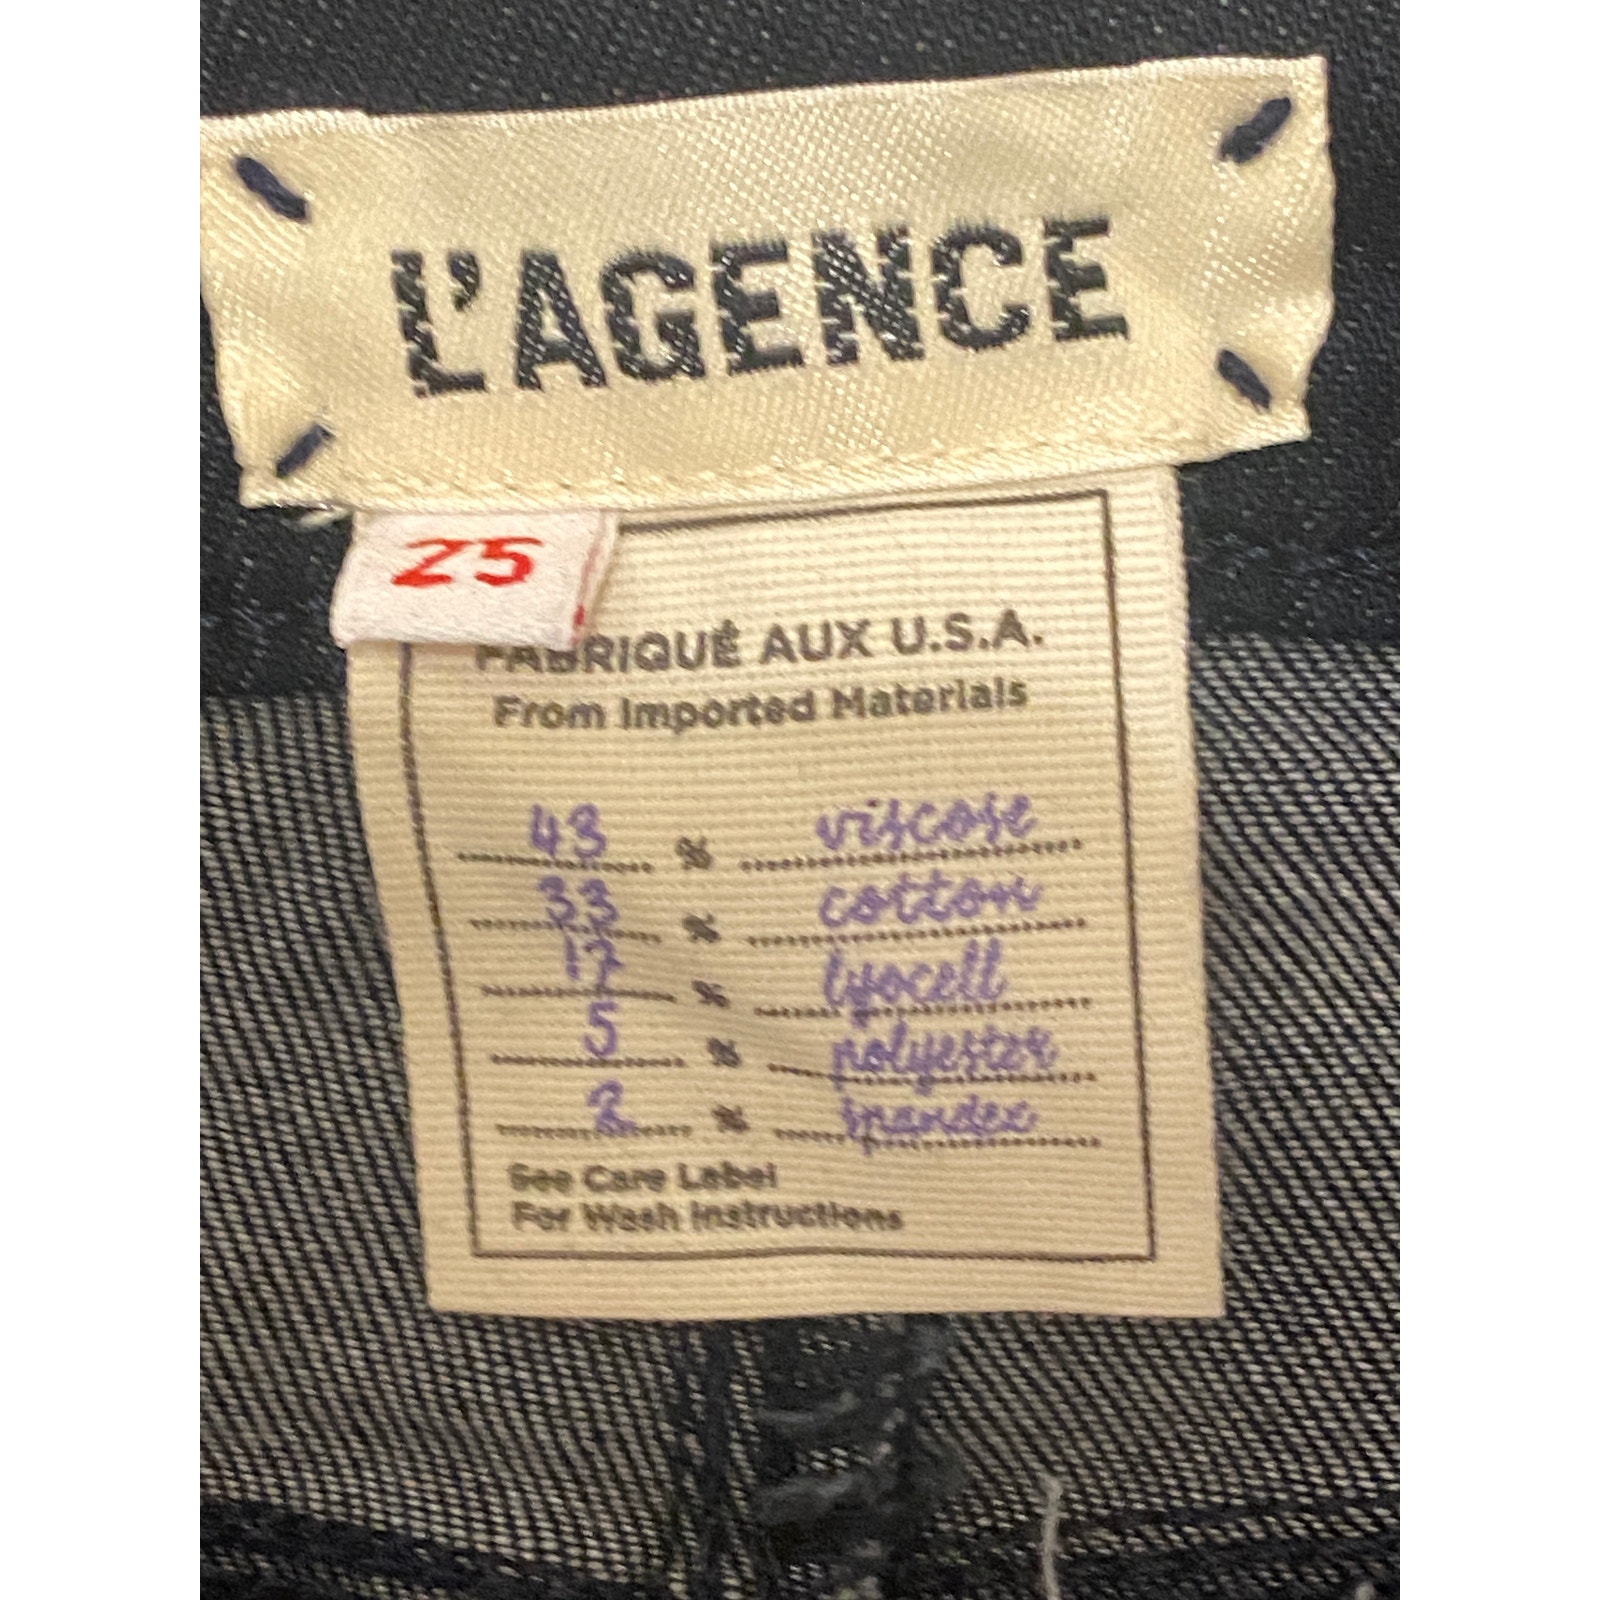 L'AGENCE
25
FABRIQUÉ AUX U.S.A.
From Imported Materials
43 % viscose
33 % cotton
17 % lyocell
5 % polyester
2 % spandex
See Care Label
For Wash Instructions